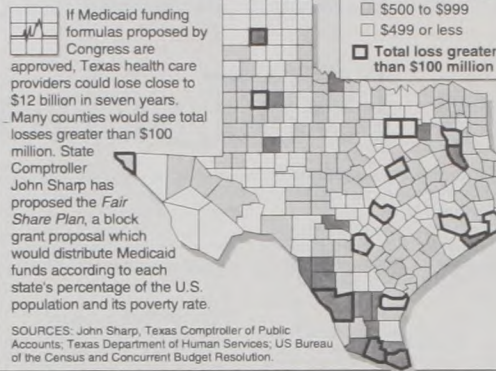 If Medicaid funding
formulas proposed by
Congress are
approved, Texas health care
providers could lose close to
$12 billion in seven years.
Many counties would see total
losses greater than $100
million. State
Comptroller
John Sharp has
proposed the Fair
Share Plan, a block
grant proposal which
would distribute Medicaid
funds according to each
state's percentage of the U.S.
population and its poverty rate.
SOURCES: John Sharp, Texas Comptroller of Public
Accounts; Texas Department of Human Services; US Bureau
of the Census and Concurrent Budget Resolution.
$500 to $999
$499 or less
Total loss greater
than $100 million